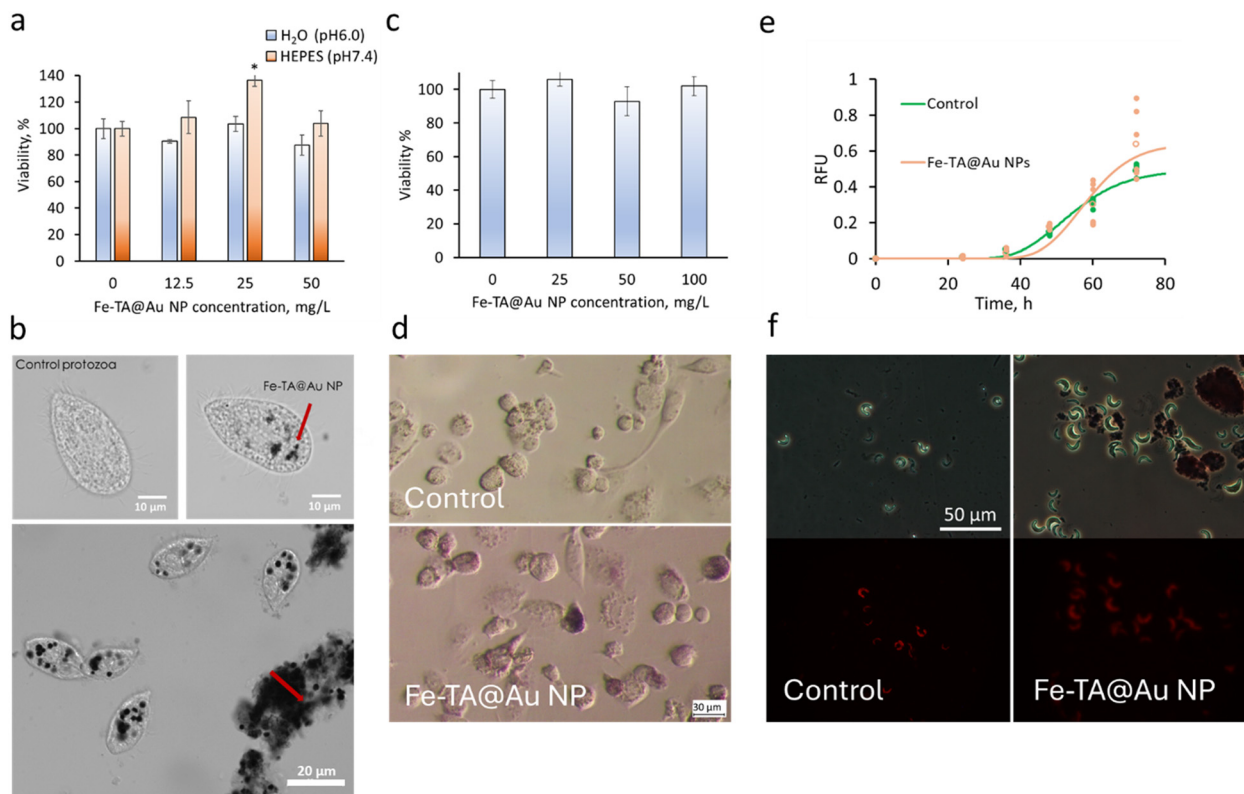 a
H₂O (pH6.0)
HEPES (pH7.4)
140
120
100
80
60
40
20
0
*
Viability, %
0 12.5 25 50
Fe-TA@Au NP concentration, mg/L
b
Control protozoa
10 µm
Fe-TA@Au NP
10 µm
20 µm
c
100
80
60
40
20
0
Viability %
0 25 50 100
Fe-TA@Au NP concentration, mg/L
d
Control
Fe-TA@Au NP
30 µm
e
1
0.8
0.6
0.4
0.2
0
RFU
Control
Fe-TA@Au NPs
0 20 40 60 80
Time, h
f
50 µm
Control
Fe-TA@Au NP